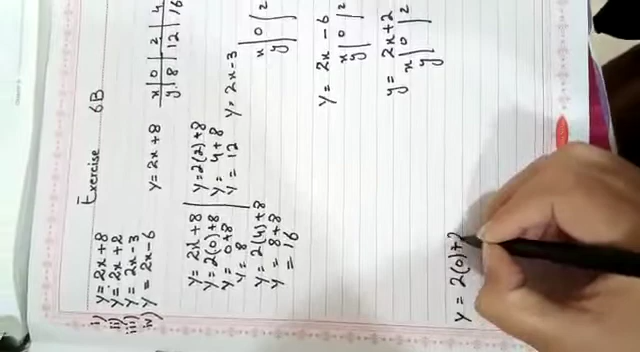 Exercise 6B
i) y = 2x + 8
ii) y = 2x + 2
iii) y = 2x - 3
iv) y = 2x - 6
y = 2x + 8
x | 0 | 2 | 4
y | 8 | 12 | 16
y = 2x + 8
y = 2(0) + 8
y = 0 + 8
y = 8
y = 2(2) + 8
y = 4 + 8
y = 12
y = 2(4) + 8
y = 8 + 8
= 16
y = 2x - 3
x | 0 | 2
y
y = 2x - 6
x | 0 | 2
y
y = 2x + 2
x | 0 | 2
y
y = 2(0) + 2